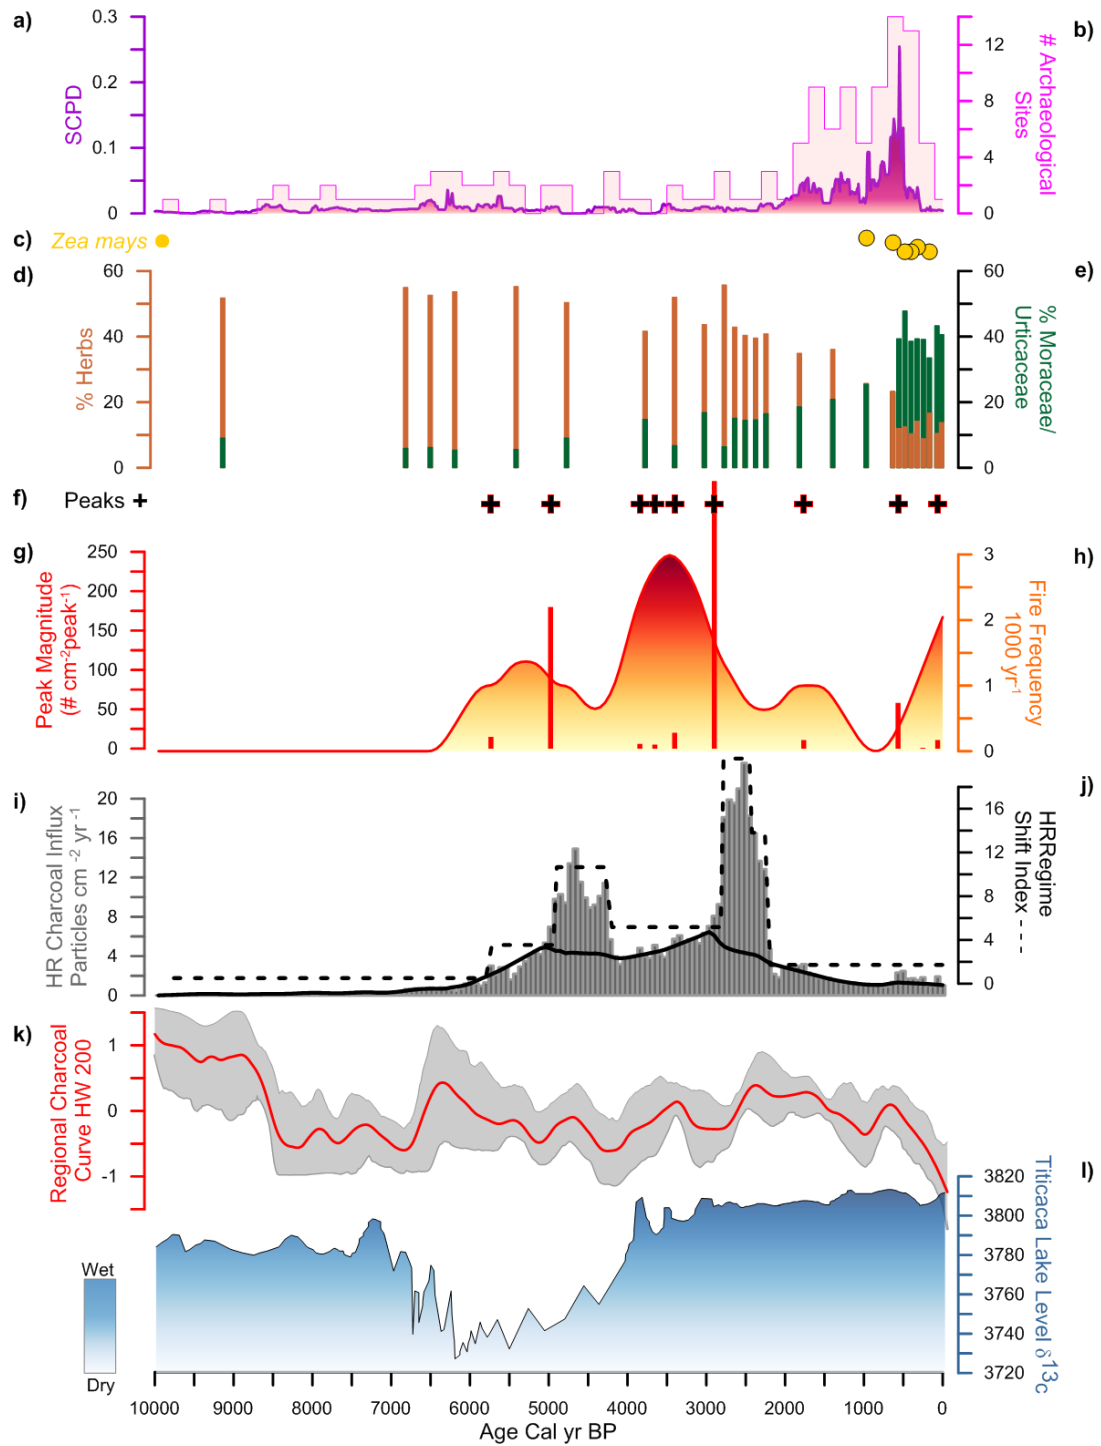 a)
0.3
0.2
0.1
0
SCPD
12
8
4
0
# Archaeological
Sites
b)
c)
Zea mays
d)
60
40
20
0
% Herbs
60
40
20
0
% Moraceae/
Urticaceae
e)
f)
Peaks +
g)
250
200
150
100
50
0
Peak Magnitude
(# cm-2peak-1)
3
2
1
0
Fire Frequency
1000 yr-1
h)
i)
20
16
12
8
4
0
HR Charcoal Influx
Particles cm -2 yr -1
16
12
8
4
0
HRRegime
Shift Index - - -
j)
k)
1
0
-1
Regional Charcoal
Curve HW 200
3820
3800
3780
3760
3740
3720
Titicaca Lake Level δ13c
l)
Wet
Dry
10000 9000 8000 7000 6000 5000 4000 3000 2000 1000 0
Age Cal yr BP